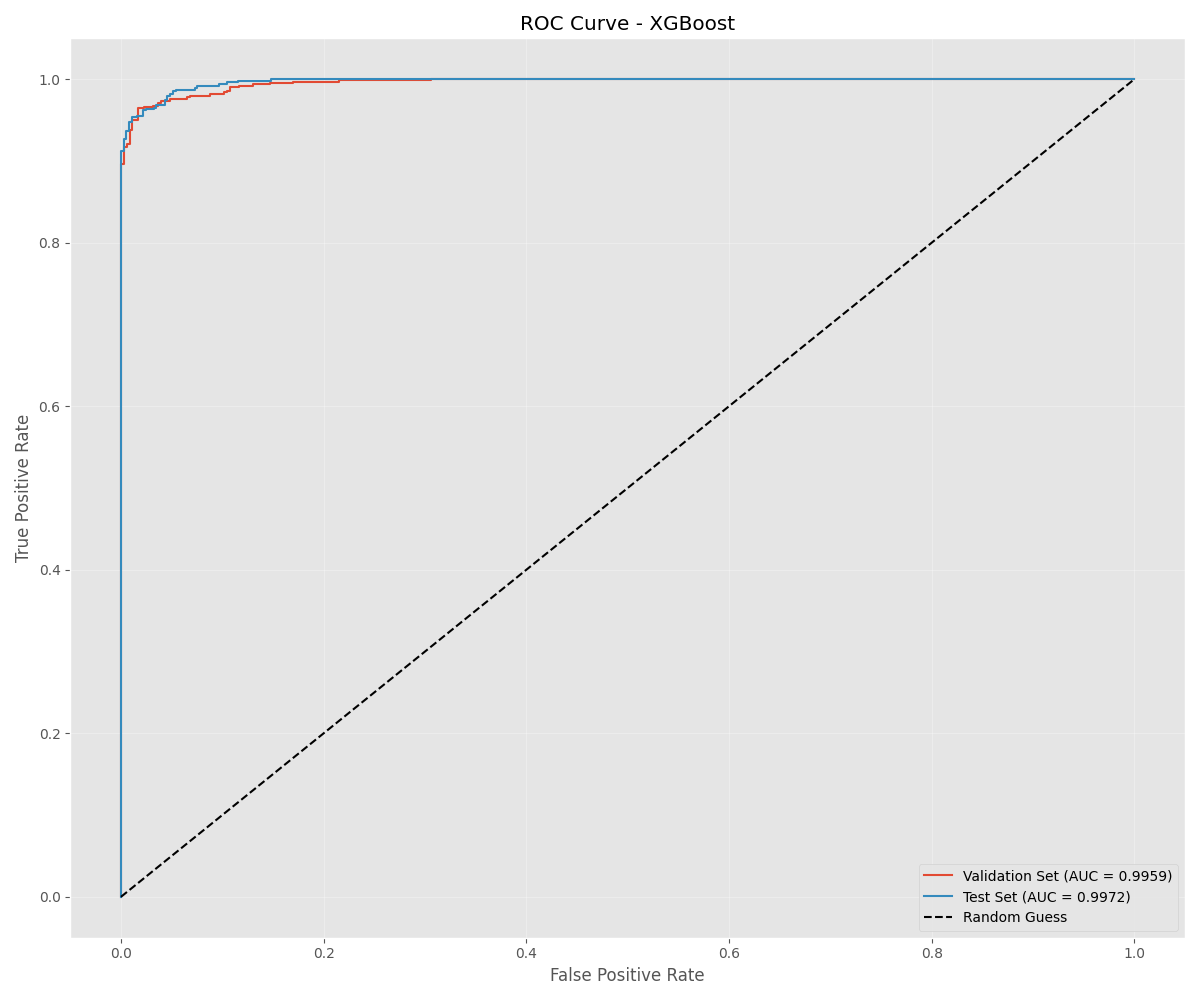 ROC Curve - XGBoost
True Positive Rate
1.0
0.8
0.6
0.4
0.2
0.0
0.0 0.2 0.4 0.6 0.8 1.0
False Positive Rate
Validation Set (AUC = 0.9959)
Test Set (AUC = 0.9972)
Random Guess